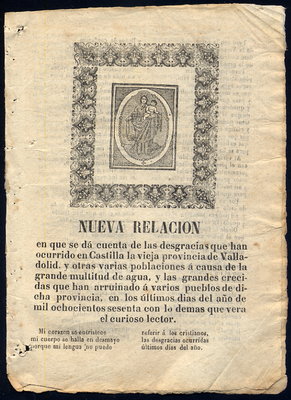 NUEVA RELACION
en que se dá cuenta de las desgracias que han
ocurrido en Castilla la vieja provincia de Valla-
dolid. y otras varias poblaciones á causa de la
grande multitud de agua, y las grandes creci-
das que han arruinado á varios pueblos de di-
cha provincia, en los últimos dias del año de
mil ochocientos sesenta con lo demas que vera
el curioso lector.
Mi corazon se entristece
mi cuerpo se halla en desmayo
porque mi lengua no puedo
referir á los cristianos,
las desgracias ocurridas
últimos dias del año.